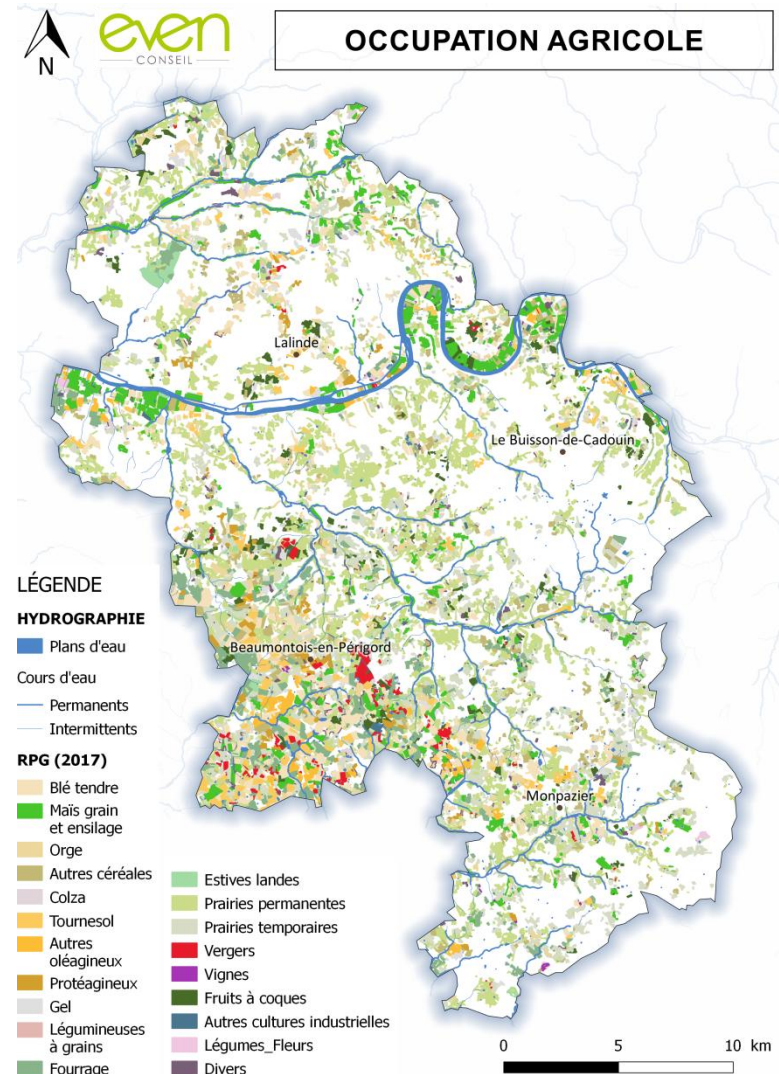 N
even
CONSEIL
OCCUPATION AGRICOLE
Lalinde
Le Buisson-de-Cadouin
Beaumontois-en-Périgord
Monpazier
LÉGENDE
HYDROGRAPHIE
Plans d'eau
Cours d'eau
Permanents
Intermittents
RPG (2017)
Blé tendre
Maïs grain
et ensilage
Orge
Autres céréales
Colza
Tournesol
Autres
oléagineux
Protéagineux
Gel
Légumineuses
à grains
Fourrage
Estives landes
Prairies permanentes
Prairies temporaires
Vergers
Vignes
Fruits à coques
Autres cultures industrielles
Légumes_Fleurs
Divers
0 5 10 km